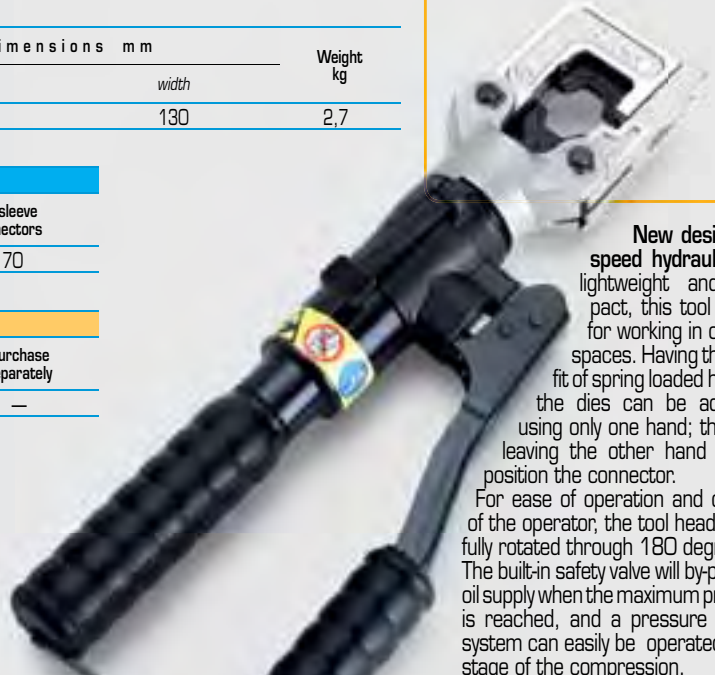 imensions mm
Weight
kg
width
130 2,7
sleeve
ectors
70
urchase
parately
—
New desi
speed hydraul
lightweight and
pact, this tool
for working in c
spaces. Having th
fit of spring loaded h
the dies can be ac
using only one hand; th
leaving the other hand
position the connector.
For ease of operation and c
of the operator, the tool head
fully rotated through 180 degr
The built-in safety valve will by-p
oil supply when the maximum pr
is reached, and a pressure
system can easily be operated
stage of the compression.